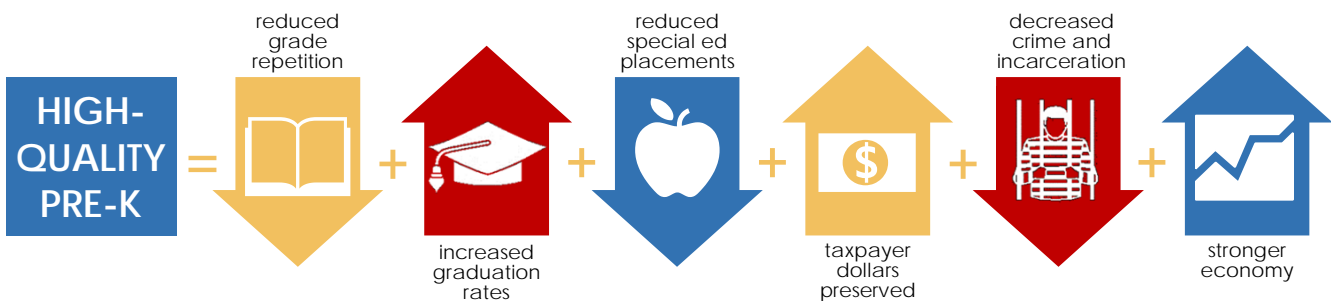 HIGH-
QUALITY
PRE-K
=
reduced
grade
repetition
+
increased
graduation
rates
+
reduced
special ed
placements
+
$
taxpayer
dollars
preserved
+
decreased
crime and
incarceration
+
stronger
economy